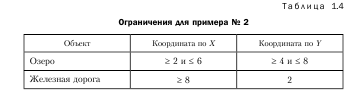 Таблица 1.4
Ограничения для примера № 2
Объект Координата по X Координата по Y
Озеро ≥ 2 и ≤ 6 ≥ 4 и ≤ 8
Железная дорога ≥ 8 2